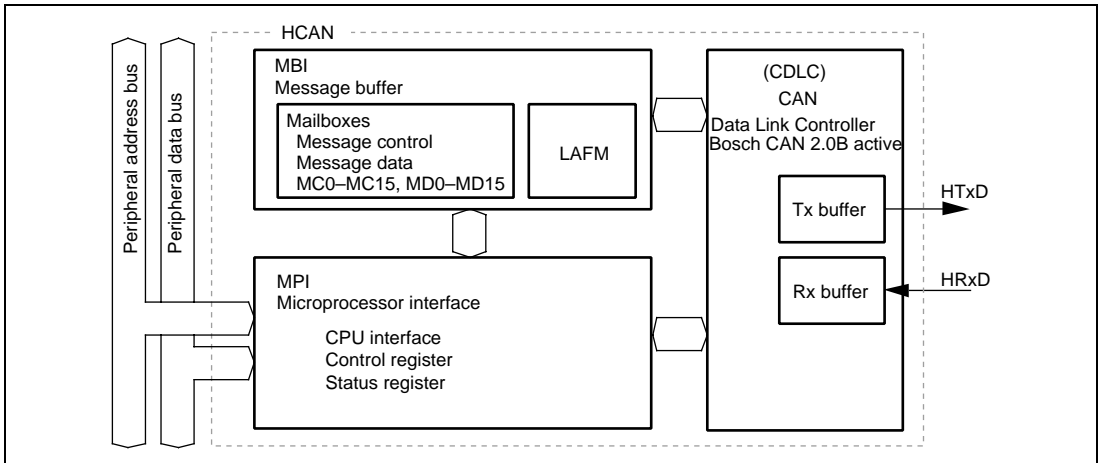 HCAN
Peripheral address bus
Peripheral data bus
MBI
Message buffer
Mailboxes
Message control
Message data
MC0–MC15, MD0–MD15
LAFM
MPI
Microprocessor interface
CPU interface
Control register
Status register
(CDLC)
CAN
Data Link Controller
Bosch CAN 2.0B active
Tx buffer
Rx buffer
HTxD
HRxD